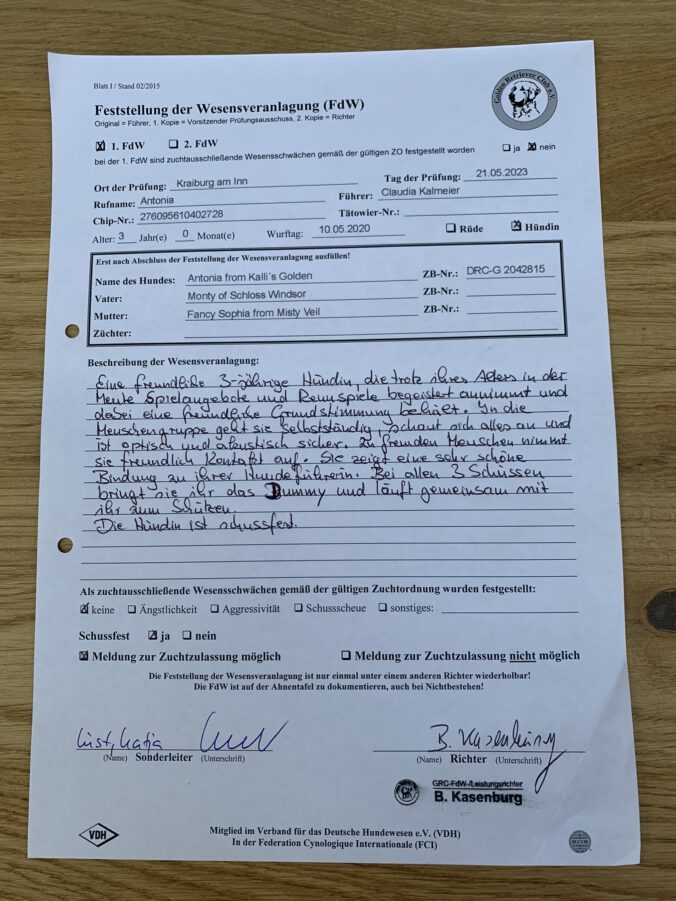 Blatt I / Stand 02/2015
Golden Retriever Club e.V.
Feststellung der Wesensveranlagung (FdW)
Original = Führer, 1. Kopie = Vorsitzender Prüfungsausschuss, 2. Kopie = Richter
☒ 1. FdW ☐ 2. FdW
bei der 1. FdW sind zuchtausschließende Wesensschwächen gemäß der gültigen ZO festgestellt worden ☐ ja ☒ nein
Ort der Prüfung: Kraiburg am Inn Tag der Prüfung: 21.05.2023
Rufname: Antonia Führer: Claudia Kalmeier
Chip-Nr.: 276095610402728 Tätowier-Nr.:
Alter: 3 Jahr(e) 0 Monat(e) Wurftag: 10.05.2020 ☐ Rüde ☒ Hündin
Erst nach Abschluss der Feststellung der Wesensveranlagung ausfüllen!
Name des Hundes: Antonia from Kalli´s Golden ZB-Nr.: DRC-G 2042815
Vater: Monty of Schloss Windsor ZB-Nr.:
Mutter: Fancy Sophia from Misty Veil ZB-Nr.:
Züchter:
Beschreibung der Wesensveranlagung:
Eine freundliche 3-jährige Hündin, die trotz ihres Alters in der
Meute Spielangebote und Rennspiele begeistert annimmt und
dabei eine freundliche Grundstimmung behält. In die
Menschengruppe geht sie selbstständig, schaut sich alles an und
ist optisch und akustisch sicher. Zu fremden Menschen nimmt
sie freundlich Kontakt auf. Sie zeigt eine sehr schöne
Bindung zu ihrer Hundeführerin. Bei allen 3 Schüssen
bringt sie ihr das Dummy und läuft gemeinsam mit
ihr zum Schützen.
Die Hündin ist schussfest.
Als zuchtausschließende Wesensschwächen gemäß der gültigen Zuchtordnung wurden festgestellt:
☒ keine ☐ Ängstlichkeit ☐ Aggressivität ☐ Schussscheue ☐ sonstiges:
Schussfest ☒ ja ☐ nein
☒ Meldung zur Zuchtzulassung möglich ☐ Meldung zur Zuchtzulassung nicht möglich
Die Feststellung der Wesensveranlagung ist nur einmal unter einem anderen Richter wiederholbar!
Die FdW ist auf der Ahnentafel zu dokumentieren, auch bei Nichtbestehen!
Katja B. Kasenburg
(Name) Sonderleiter (Unterschrift) (Name) Richter (Unterschrift)
GRC-FdW-/Leistungsrichter
B. Kasenburg
VDH
Mitglied im Verband für das Deutsche Hundewesen e.V. (VDH)
In der Federation Cynologique Internationale (FCI)